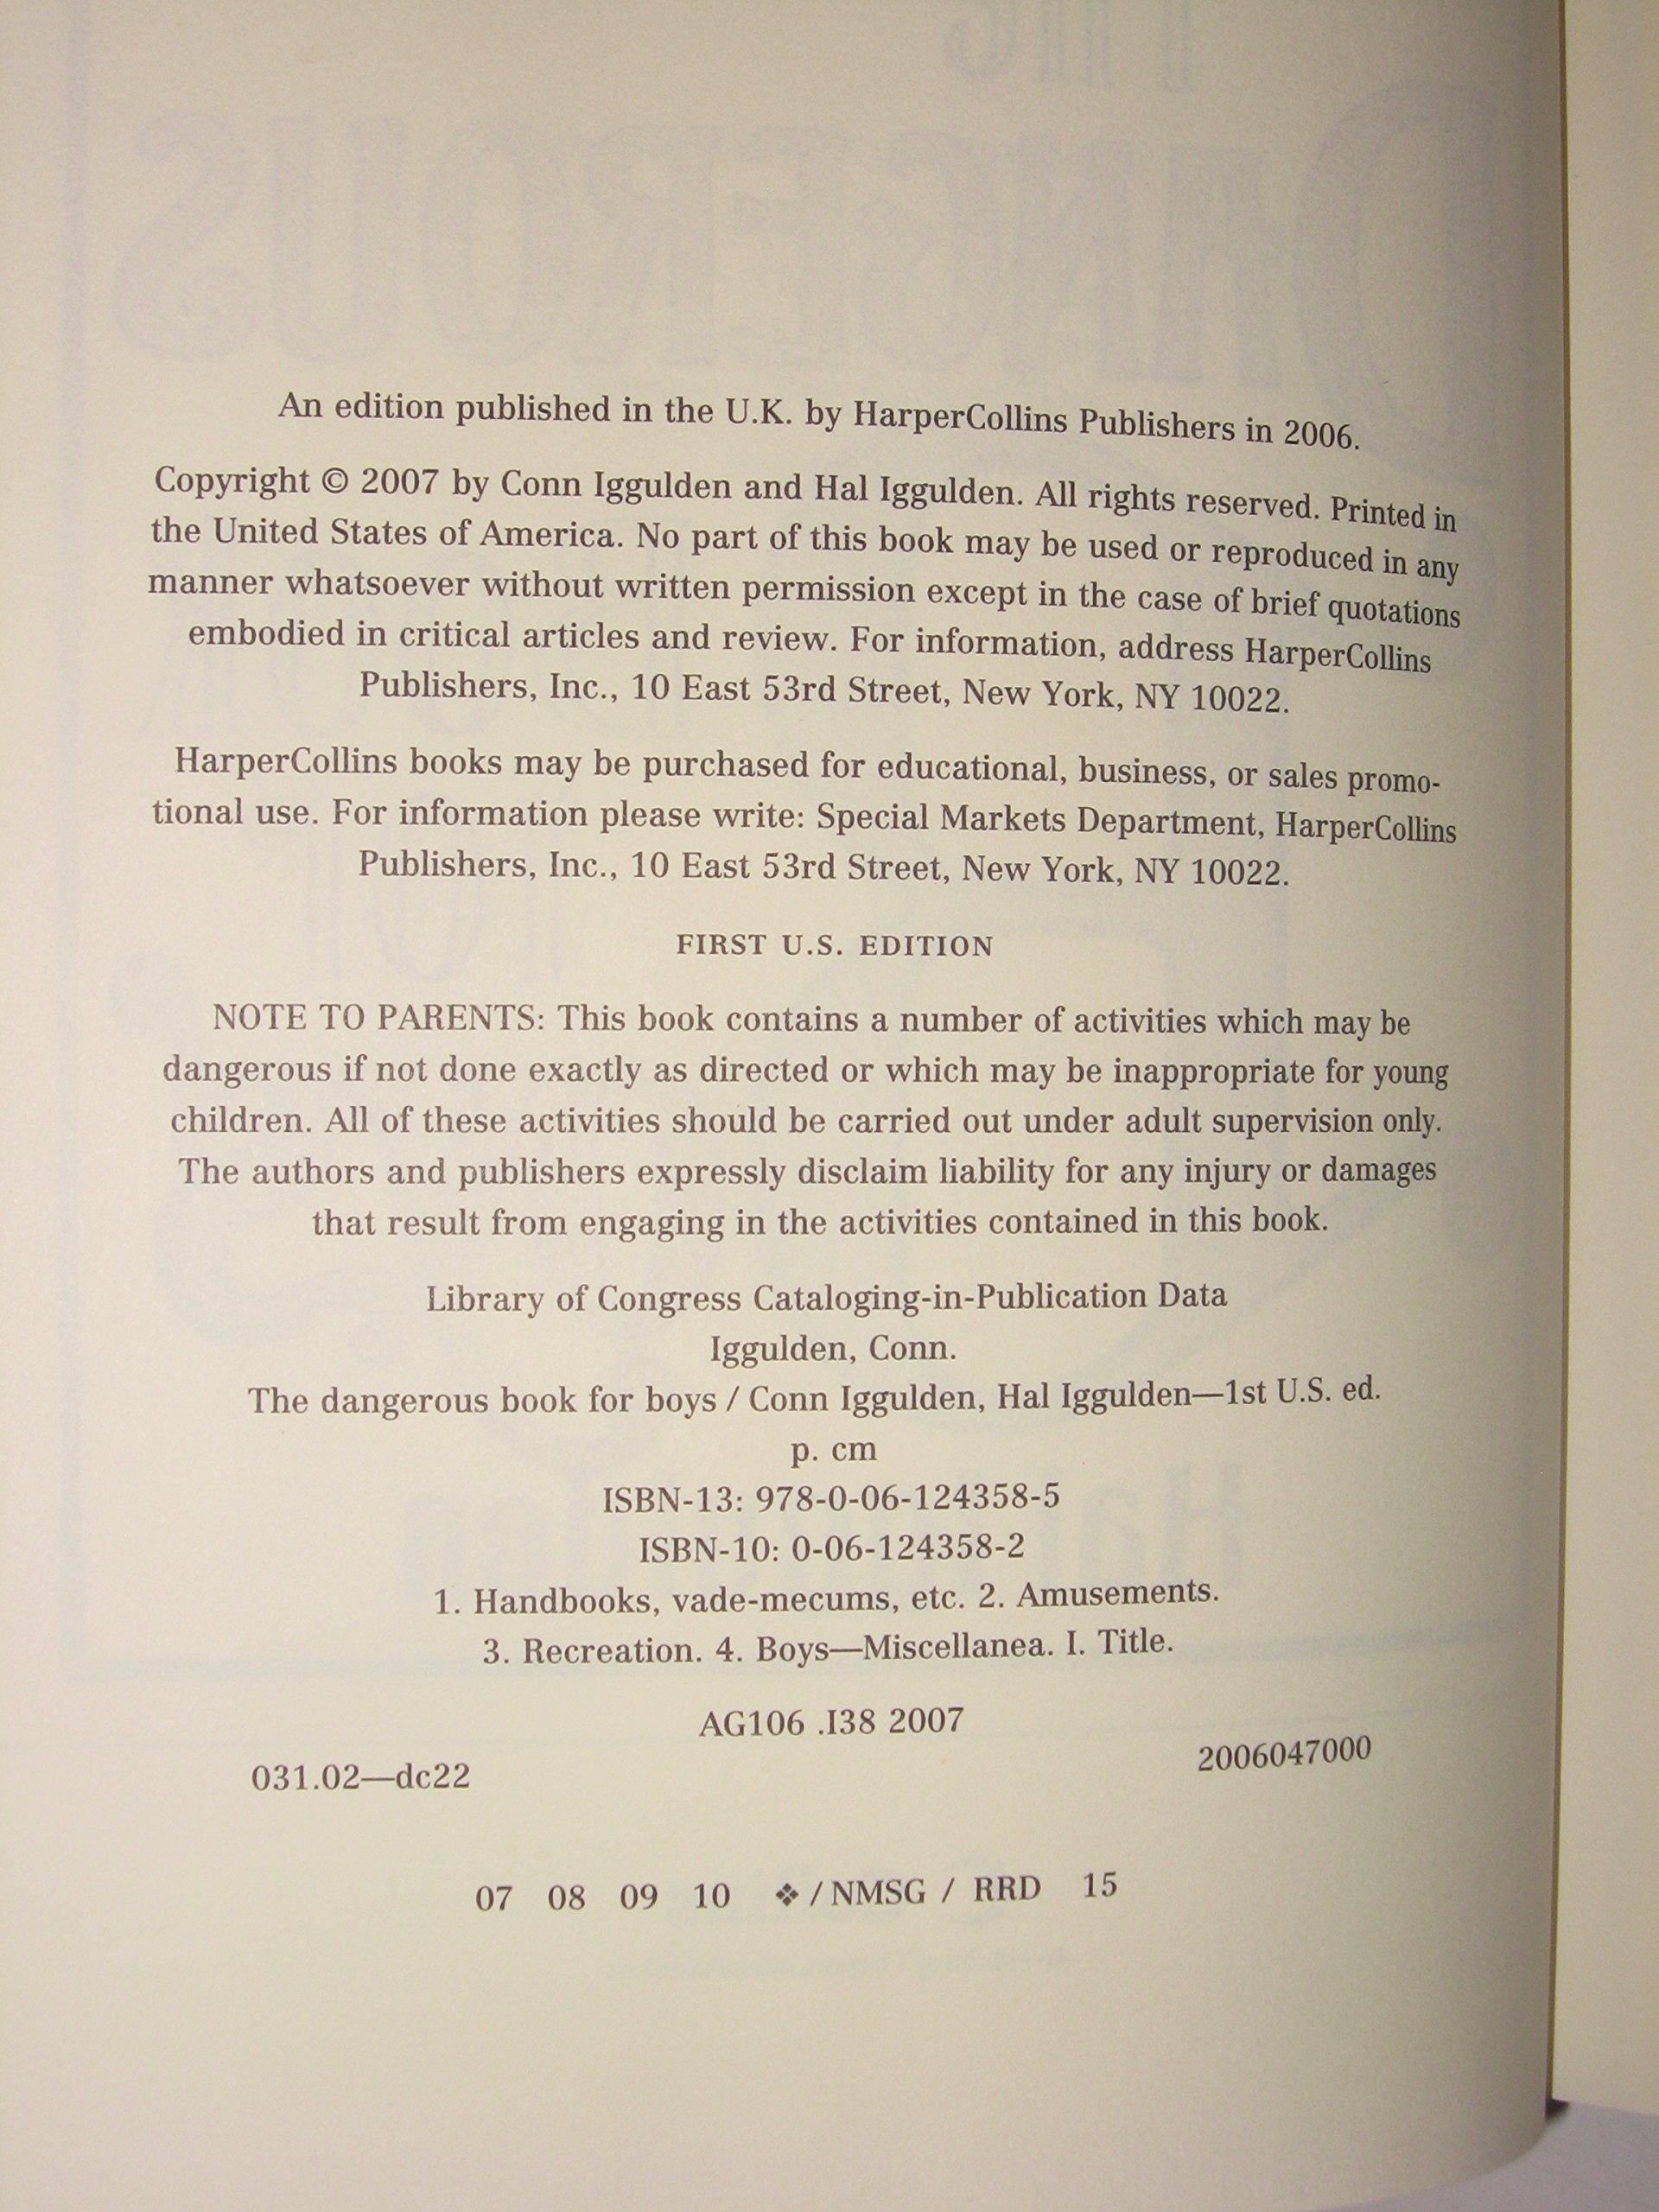 An edition published in the U.K. by HarperCollins Publishers in 2006.
Copyright © 2007 by Conn Iggulden and Hal Iggulden. All rights reserved. Printed in
the United States of America. No part of this book may be used or reproduced in any
manner whatsoever without written permission except in the case of brief quotations
embodied in critical articles and review. For information, address HarperCollins
Publishers, Inc., 10 East 53rd Street, New York, NY 10022.
HarperCollins books may be purchased for educational, business, or sales promo-
tional use. For information please write: Special Markets Department, HarperCollins
Publishers, Inc., 10 East 53rd Street, New York, NY 10022.
FIRST U.S. EDITION
NOTE TO PARENTS: This book contains a number of activities which may be
dangerous if not done exactly as directed or which may be inappropriate for young
children. All of these activities should be carried out under adult supervision only.
The authors and publishers expressly disclaim liability for any injury or damages
that result from engaging in the activities contained in this book.
Library of Congress Cataloging-in-Publication Data
Iggulden, Conn.
The dangerous book for boys / Conn Iggulden, Hal Iggulden—1st U.S. ed.
p. cm
ISBN-13: 978-0-06-124358-5
ISBN-10: 0-06-124358-2
1. Handbooks, vade-mecums, etc. 2. Amusements.
3. Recreation. 4. Boys—Miscellanea. I. Title.
AG106 .I38 2007
031.02—dc22 2006047000
07 08 09 10 ❖ / NMSG / RRD 15